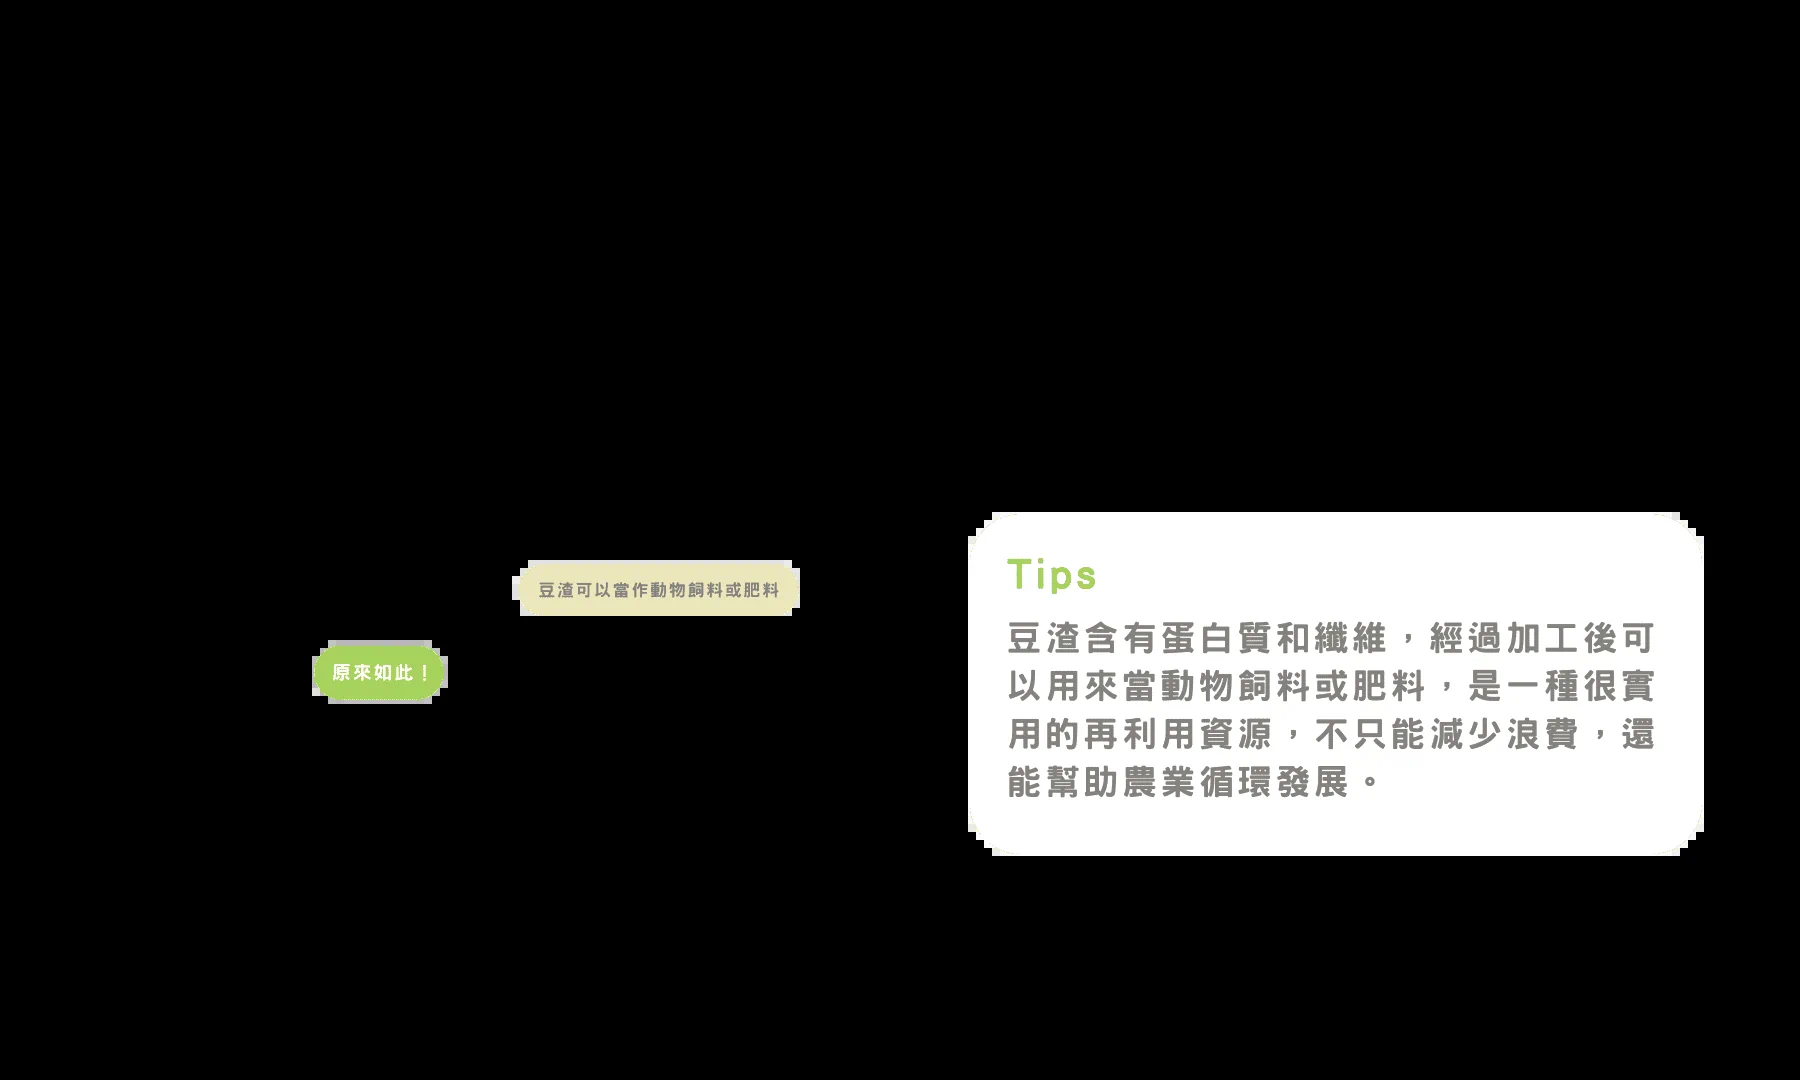 豆渣可以當作動物飼料或肥料
原來如此！
Tips
豆渣含有蛋白質和纖維，經過加工後可
以用來當動物飼料或肥料，是一種很實
用的再利用資源，不只能減少浪費，還
能幫助農業循環發展。